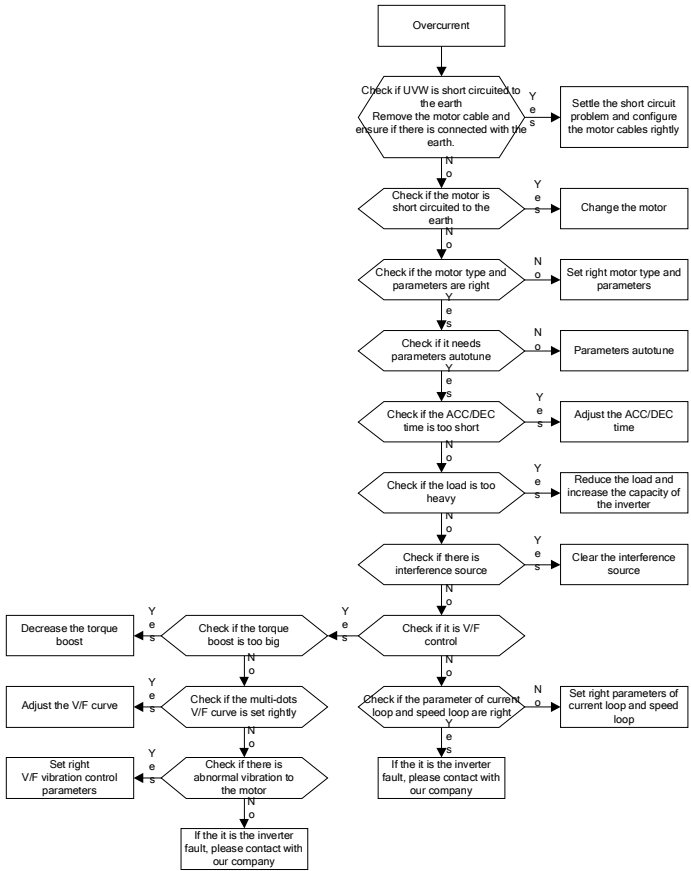 Overcurrent
Check if UVW is short circuited to
the earth
Remove the motor cable and
ensure if there is connected with the
earth.
Yes
Settle the short circuit
problem and configure
the motor cables rightly
No
Check if the motor is
short circuited to the
earth
Yes
Change the motor
No
Check if the motor type and
parameters are right
No
Set right motor type and
parameters
Yes
Check if it needs
parameters autotune
No
Parameters autotune
Yes
Check if the ACC/DEC
time is too short
Yes
Adjust the ACC/DEC
time
No
Check if the load is too
heavy
Yes
Reduce the load and
increase the capacity of
the inverter
No
Check if there is
interference source
Yes
Clear the interference
source
No
Decrease the torque
boost
Yes
Check if the torque
boost is too big
Yes
Check if it is V/F
control
No
No
Adjust the V/F curve
Yes
Check if the multi-dots
V/F curve is set rightly
Check if the parameter of current
loop and speed loop are right
No
Set right parameters of
current loop and speed
loop
No
Yes
Set right
V/F vibration control
parameters
Yes
Check if there is
abnormal vibration to
the motor
If the it is the inverter
fault, please contact with
our company
No
If the it is the inverter
fault, please contact with
our company